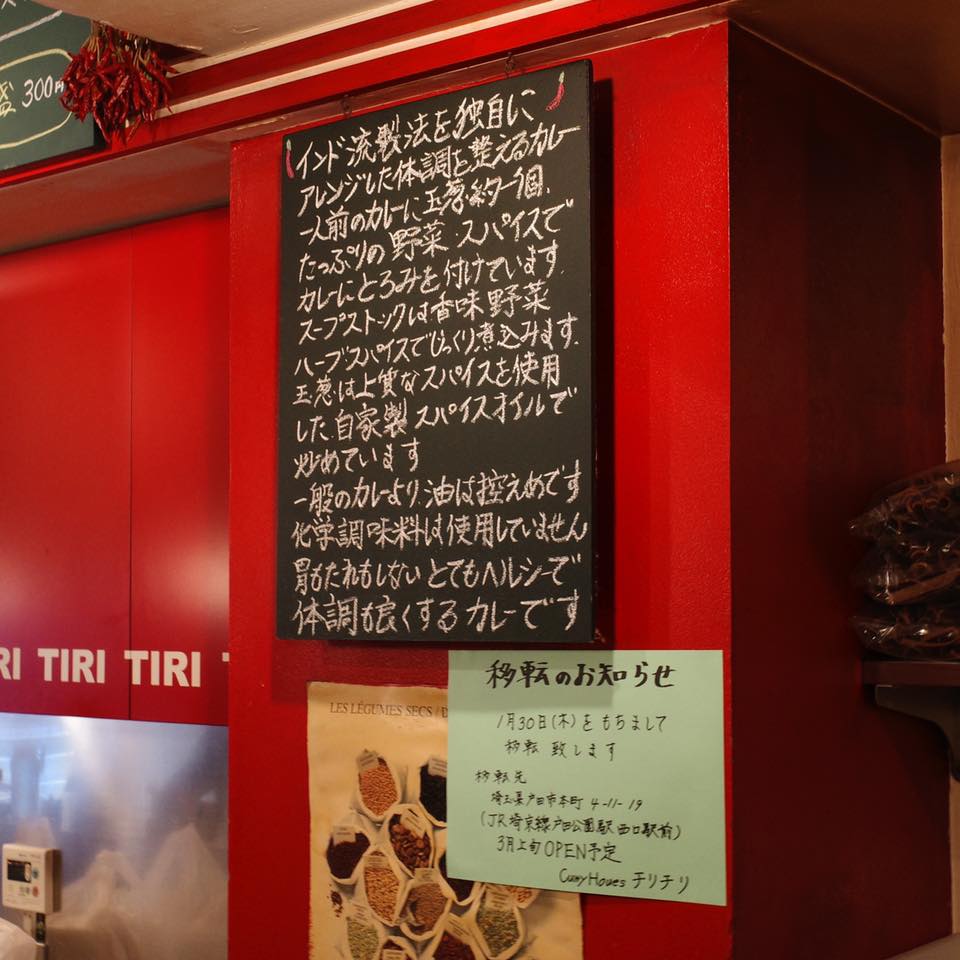 盛 300円
インド流製法を独自に
アレンジした体調を整えるカレー
一人前のカレーに玉葱約一個、
たっぷりの野菜・スパイスで
カレーにとろみを付けています.
スープストックは香味野菜
ハーブ・スパイスでじっくり煮込みます.
玉葱は上質なスパイスを使用
した自家製スパイスオイルで
炒めています
一般のカレーより油は控えめです
化学調味料は使用していません
胃もたれもしないとてもヘルシーで
体調も良くするカレーです
RI TIRI TIRI T
LES LÉGUMES SECS / D
移転のお知らせ
1月30日(木)をもちまして
移転致します
移転先
埼玉県戸田市本町4-11-19
(JR埼京線戸田公園駅西口駅前)
3月上旬OPEN予定
Curry Houes チリチリ